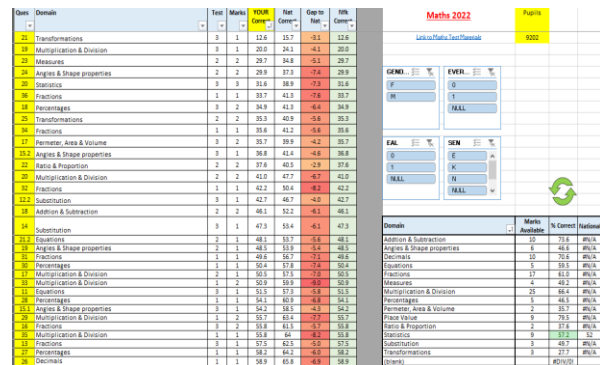 Ques Domain Test Marks YOUR Correct Net Correct Gap to Nat Nfk Correct
21 Transformations 3 1 12.6 15.7 -3.1 12.6
19 Multiplication & Division 3 1 20.0 24.1 -4.1 20.0
23 Measures 2 2 29.7 34.8 -5.1 29.7
24 Angles & Shape properties 2 2 29.9 37.3 -7.4 29.9
20 Statistics 3 3 31.6 38.9 -7.3 31.6
36 Fractions 1 1 33.7 41.3 -7.6 33.7
18 Percentages 3 2 34.9 41.3 -6.4 34.9
25 Transformations 2 2 35.3 40.9 -5.6 35.3
34 Fractions 1 1 35.6 41.2 -5.6 35.6
17 Perimeter, Area & Volume 3 2 35.7 39.9 -4.2 35.7
15.2 Angles & Shape properties 3 1 36.8 41.4 -4.6 36.8
22 Ratio & Proportion 2 2 37.6 40.5 -2.9 37.6
20 Multiplication & Division 2 2 41.0 47.7 -6.7 41.0
32 Fractions 1 1 42.2 50.4 -8.2 42.2
12.2 Substitution 3 1 42.7 46.7 -4.0 42.7
18 Addition & Subtraction 2 2 46.1 52.2 -6.1 46.1
14 Substitution 3 1 47.3 53.4 -6.1 47.3
21.2 Equations 2 1 48.1 53.7 -5.6 48.1
19 Angles & Shape properties 2 1 48.5 53.9 -5.4 48.5
31 Fractions 1 1 49.6 56.7 -7.1 49.6
30 Percentages 1 1 50.4 57.8 -7.4 50.4
17 Multiplication & Division 2 1 50.5 57.5 -7.0 50.5
33 Multiplication & Division 1 2 50.9 59.9 -9.0 50.9
11 Equations 3 1 51.5 57.3 -5.8 51.5
28 Percentages 1 1 54.1 60.9 -6.8 54.1
15.1 Angles & Shape properties 3 1 54.2 58.5 -4.3 54.2
29 Multiplication & Division 1 2 55.7 63.4 -7.7 55.7
16 Fractions 3 2 55.8 61.5 -5.7 55.8
35 Multiplication & Division 1 1 55.8 64 -8.2 55.8
13 Fractions 3 1 57.5 62.5 -5.0 57.5
27 Percentages 1 1 58.2 64.2 -6.0 58.2
26 Decimals 1 1 58.9 65.8 -6.9 58.9
Maths 2022
Pupils
Link to Maths Test Materials
9202
GEND...
F
M
EVER...
0
1
NULL
EAL
0
1
NULL
SEN
E
K
N
NULL
Domain Marks Available % Correct National
Addition & Subtraction 10 73.6 #N/A
Angles & Shape properties 6 46.6 #N/A
Decimals 10 70.6 #N/A
Equations 5 59.5 #N/A
Fractions 17 61.0 #N/A
Measures 4 49.2 #N/A
Multiplication & Division 25 66.4 #N/A
Percentages 5 46.5 #N/A
Perimeter, Area & Volume 2 35.7 #N/A
Place Value 9 79.5 #N/A
Ratio & Proportion 2 37.6 #N/A
Statistics 9 57.2 52
Substitution 3 49.7 #N/A
Transformations 3 27.7 #N/A
(blank) #DIV/0!